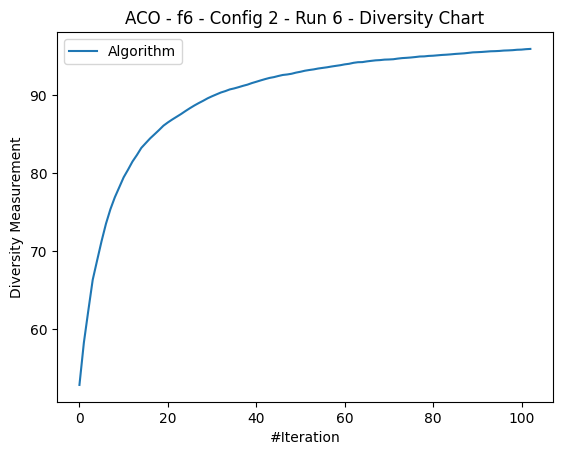 ACO - f6 - Config 2 - Run 6 - Diversity Chart
Algorithm
Diversity Measurement
90
80
70
60
0 20 40 60 80 100
#Iteration